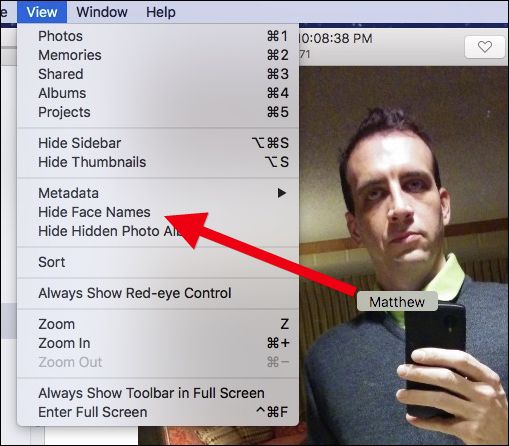 e View Window Help
Photos ⌘1
Memories ⌘2
Shared ⌘3
Albums ⌘4
Projects ⌘5
Hide Sidebar ⌥⌘S
Hide Thumbnails ⌥S
Metadata ▶
Hide Face Names
Hide Hidden Photo Al
Sort
Always Show Red-eye Control
Zoom Z
Zoom In ⌘+
Zoom Out ⌘−
Always Show Toolbar in Full Screen
Enter Full Screen ^⌘F
10:08:38 PM
71
Matthew